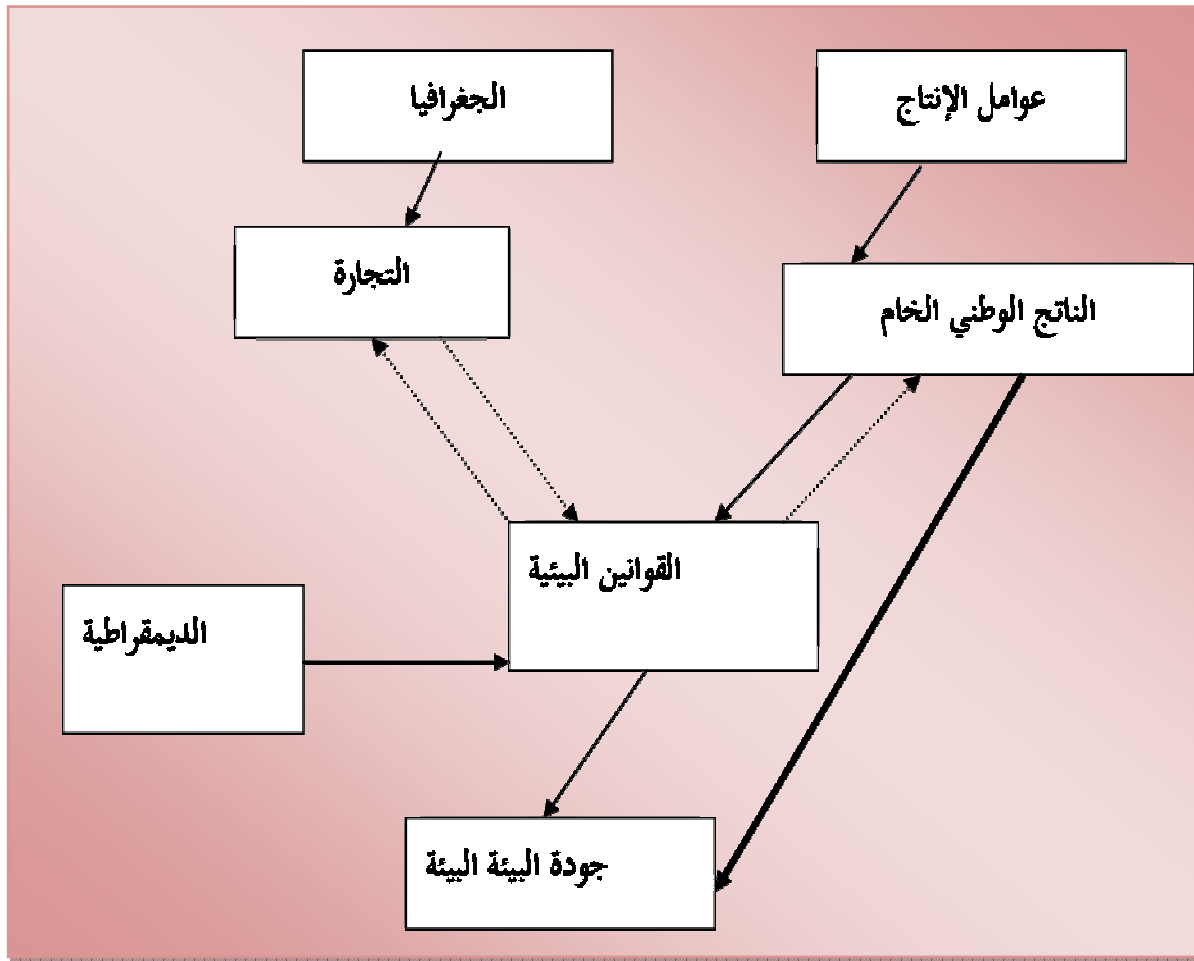 عوامل الإنتاج
الجغرافيا
التجارة
الناتج الوطني الخام
القوانين البيئية
الديمقراطية
جودة البيئة البيئة